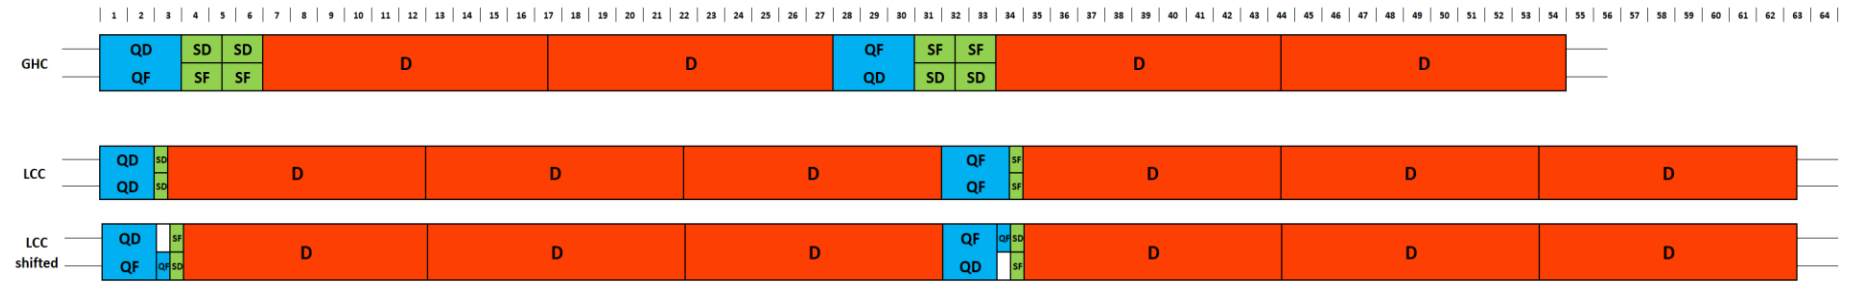 1 2 3 4 5 6 7 8 9 10 11 12 13 14 15 16 17 18 19 20 21 22 23 24 25 26 27 28 29 30 31 32 33 34 35 36 37 38 39 40 41 42 43 44 45 46 47 48 49 50 51 52 53 54 55 56 57 58 59 60 61 62 63 64
QD SD SD QF SF SF
GHC D D D D
QF SF SF QD SD SD
QD SD QF SF
LCC D D D D D D
QD SD QF SF
QD SF QF QF SD
LCC shifted D D D D D D
QF QF SD QD SF